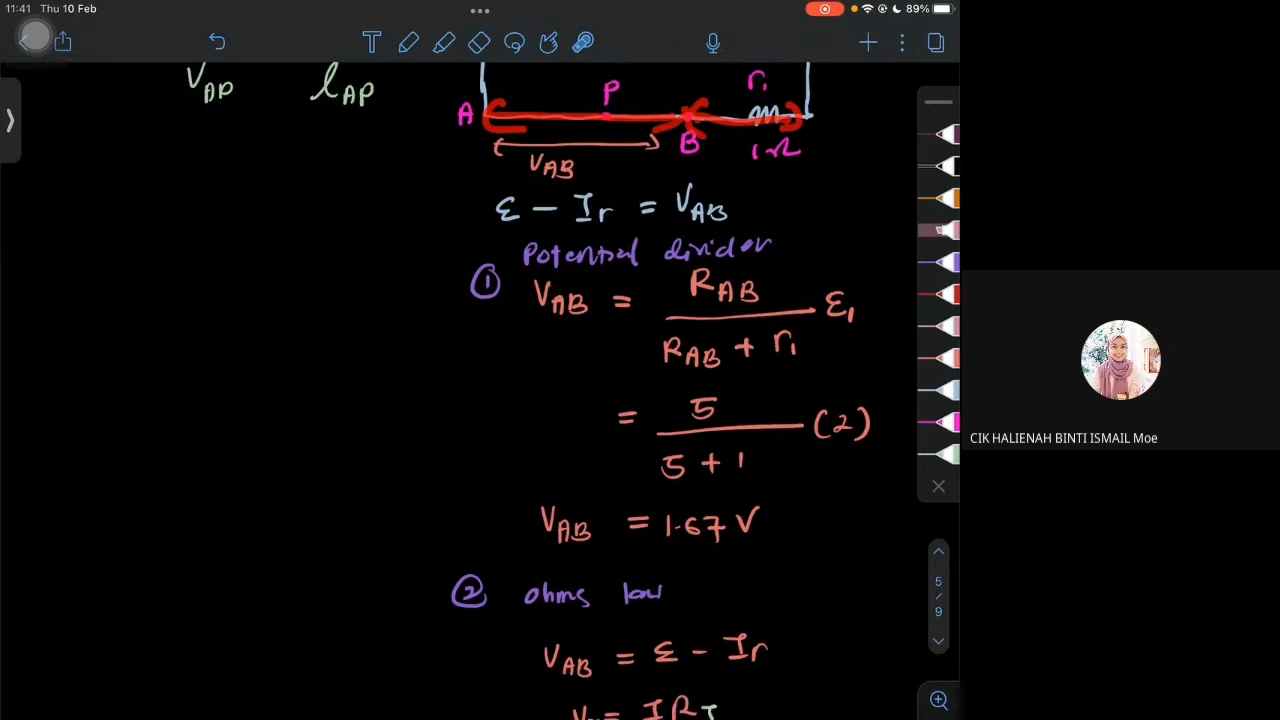 11:41 Thu 10 Feb
89%
V_AP l_AP
A P B r₁
1Ω
V_AB
ε - Ir = V_AB
Potential divider
① V_AB = R_AB / (R_AB + r₁) ε₁
= 5 / (5 + 1) (2)
V_AB = 1.67 V
② ohms law
V_AB = ε - Ir
= IR
5
/
9
CIK HALIENAH BINTI ISMAIL Moe